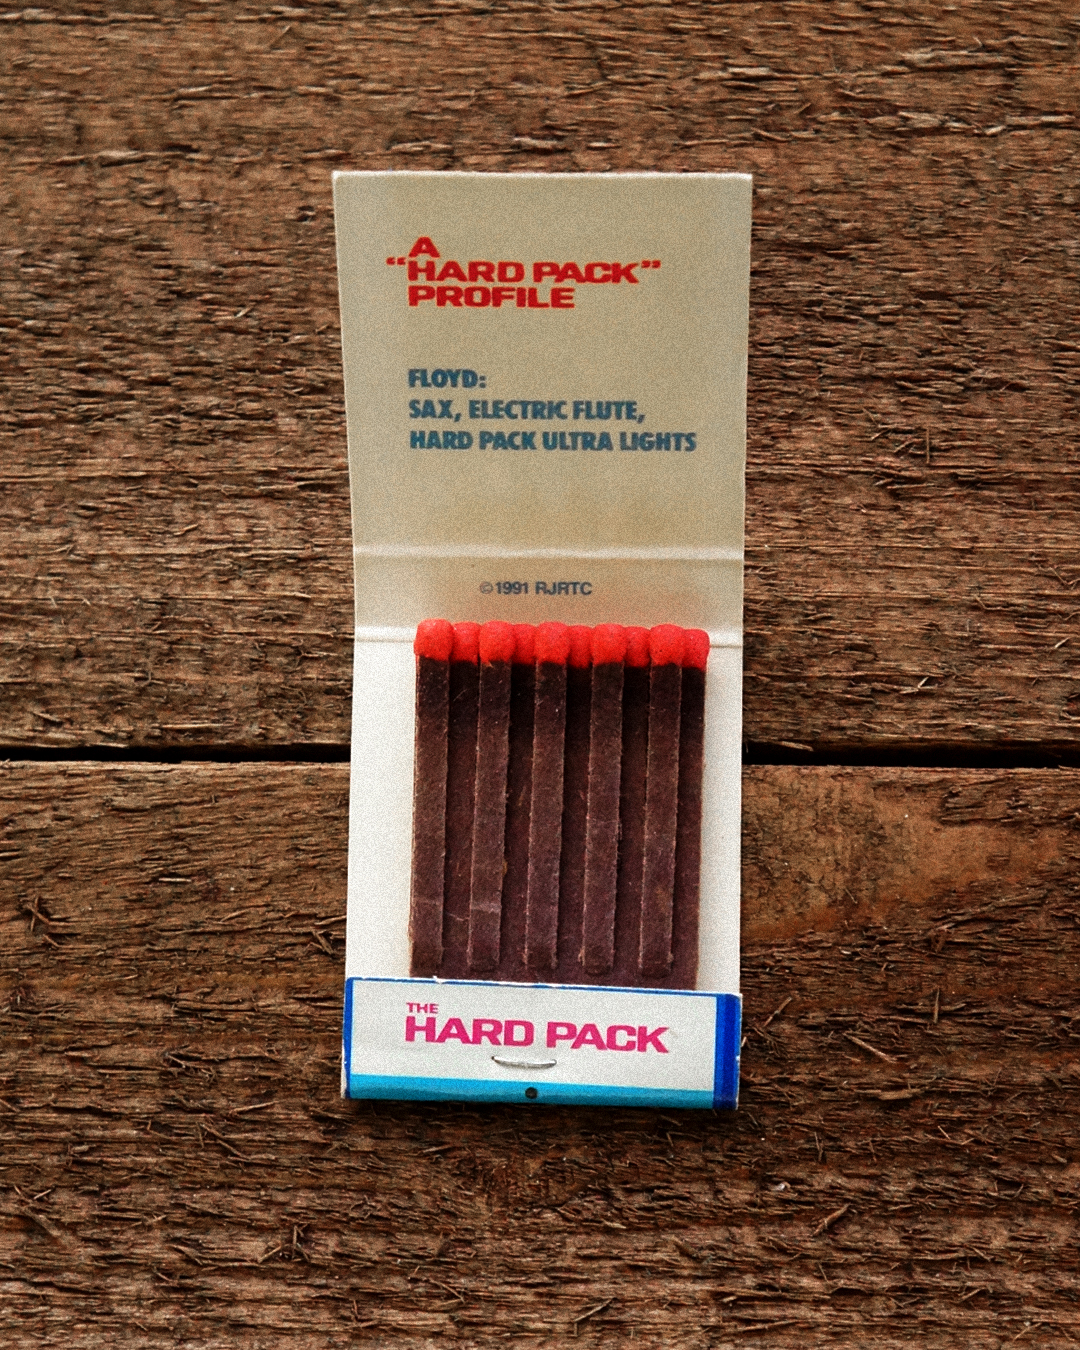 A
"HARD PACK"
PROFILE
FLOYD:
SAX, ELECTRIC FLUTE,
HARD PACK ULTRA LIGHTS
©1991 RJRTC
THE
HARD PACK